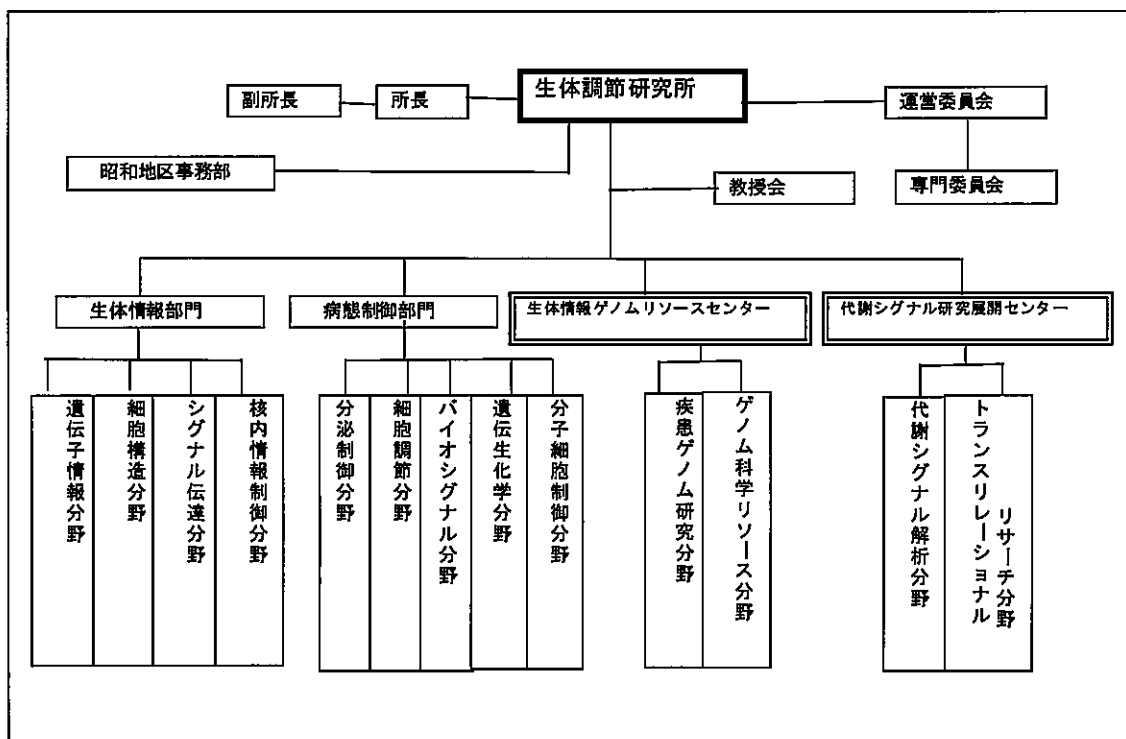 生体調節研究所
副所長
所長
運営委員会
昭和地区事務部
教授会
専門委員会
生体情報部門
病態制御部門
生体情報ゲノムリソースセンター
代謝シグナル研究展開センター
遺伝子情報分野
細胞構造分野
シグナル伝達分野
核内情報制御分野
分泌制御分野
細胞調節分野
バイオシグナル分野
遺伝生化学分野
分子細胞制御分野
疾患ゲノム研究分野
ゲノム科学リソース分野
代謝シグナル解析分野
トランスリレーショナル
リサーチ分野